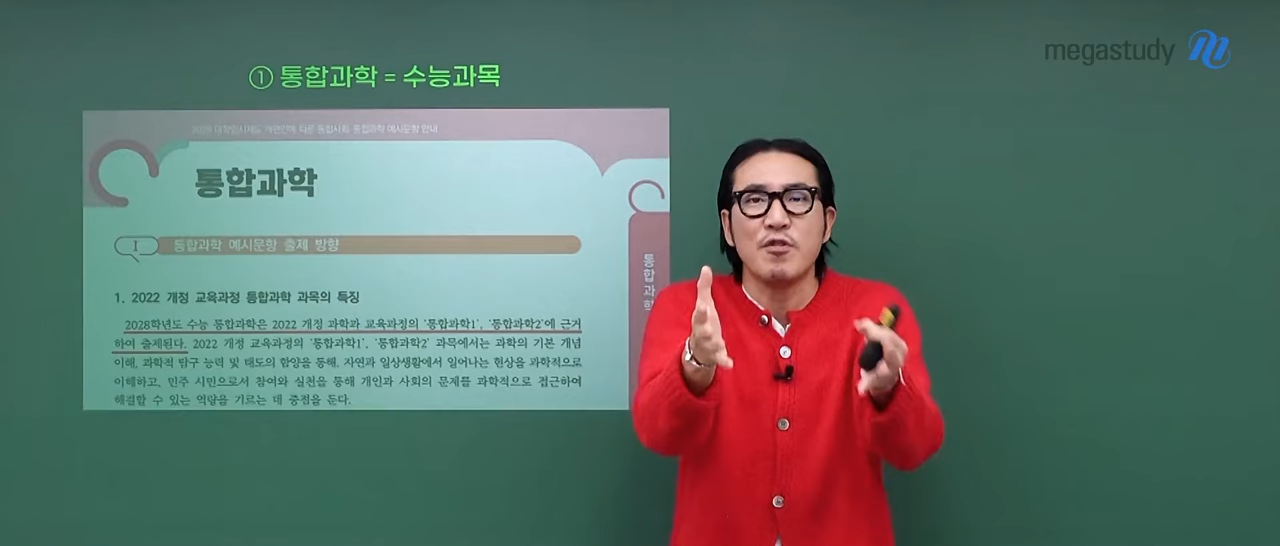 megastudy
① 통합과학 = 수능과목
2028 대학입시제도 개편안에 따른 통합사회·통합과학 예시문항 안내
통합과학
Ⅰ 통합과학 예시문항 출제 방향
통합과학
1. 2022 개정 교육과정 통합과학 과목의 특징
2028학년도 수능 통합과학은 2022 개정 과학과 교육과정의 '통합과학1', '통합과학2'에 근거
하여 출제된다. 2022 개정 교육과정의 '통합과학1', '통합과학2' 과목에서는 과학의 기본 개념
이해, 과학적 탐구 능력 및 태도의 함양을 통해, 자연과 일상생활에서 일어나는 현상을 과학적으로
이해하고, 민주 시민으로서 참여와 실천을 통해 개인과 사회의 문제를 과학적으로 접근하여
해결할 수 있는 역량을 기르는 데 중점을 둔다.